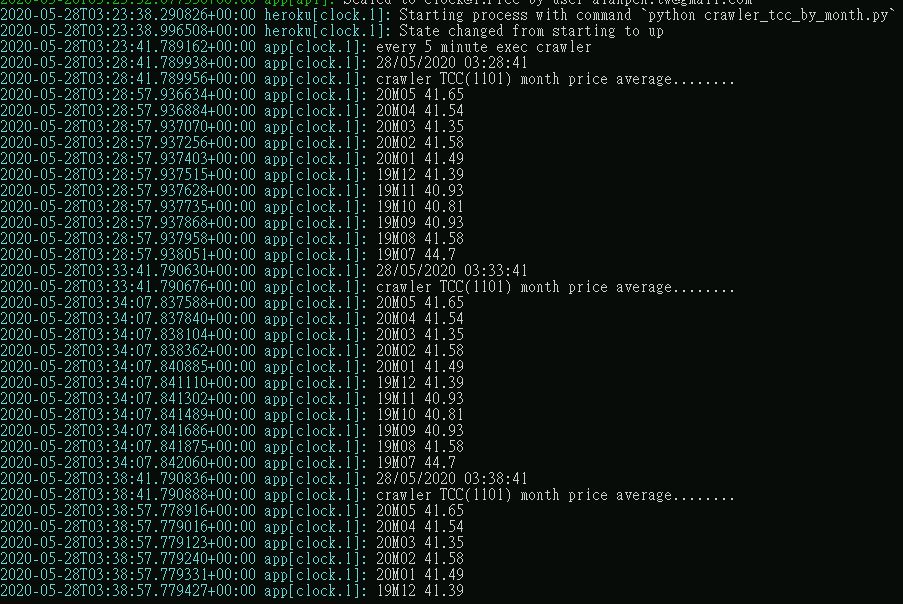 2020-05-28T03:23:38.290826+00:00 heroku[clock.1]: Starting process with command `python crawler_tcc_by_month.py`
2020-05-28T03:23:38.996508+00:00 heroku[clock.1]: State changed from starting to up
2020-05-28T03:23:41.789162+00:00 app[clock.1]: every 5 minute exec crawler
2020-05-28T03:28:41.789938+00:00 app[clock.1]: 28/05/2020 03:28:41
2020-05-28T03:28:41.789956+00:00 app[clock.1]: crawler TCC(1101) month price average........
2020-05-28T03:28:57.936634+00:00 app[clock.1]: 20M05 41.65
2020-05-28T03:28:57.936884+00:00 app[clock.1]: 20M04 41.54
2020-05-28T03:28:57.937070+00:00 app[clock.1]: 20M03 41.35
2020-05-28T03:28:57.937256+00:00 app[clock.1]: 20M02 41.58
2020-05-28T03:28:57.937403+00:00 app[clock.1]: 20M01 41.49
2020-05-28T03:28:57.937515+00:00 app[clock.1]: 19M12 41.39
2020-05-28T03:28:57.937628+00:00 app[clock.1]: 19M11 40.93
2020-05-28T03:28:57.937735+00:00 app[clock.1]: 19M10 40.81
2020-05-28T03:28:57.937868+00:00 app[clock.1]: 19M09 40.93
2020-05-28T03:28:57.937958+00:00 app[clock.1]: 19M08 41.58
2020-05-28T03:28:57.938051+00:00 app[clock.1]: 19M07 44.7
2020-05-28T03:33:41.790630+00:00 app[clock.1]: 28/05/2020 03:33:41
2020-05-28T03:33:41.790676+00:00 app[clock.1]: crawler TCC(1101) month price average........
2020-05-28T03:34:07.837588+00:00 app[clock.1]: 20M05 41.65
2020-05-28T03:34:07.837840+00:00 app[clock.1]: 20M04 41.54
2020-05-28T03:34:07.838104+00:00 app[clock.1]: 20M03 41.35
2020-05-28T03:34:07.838362+00:00 app[clock.1]: 20M02 41.58
2020-05-28T03:34:07.840885+00:00 app[clock.1]: 20M01 41.49
2020-05-28T03:34:07.841110+00:00 app[clock.1]: 19M12 41.39
2020-05-28T03:34:07.841302+00:00 app[clock.1]: 19M11 40.93
2020-05-28T03:34:07.841489+00:00 app[clock.1]: 19M10 40.81
2020-05-28T03:34:07.841686+00:00 app[clock.1]: 19M09 40.93
2020-05-28T03:34:07.841875+00:00 app[clock.1]: 19M08 41.58
2020-05-28T03:34:07.842060+00:00 app[clock.1]: 19M07 44.7
2020-05-28T03:38:41.790836+00:00 app[clock.1]: 28/05/2020 03:38:41
2020-05-28T03:38:41.790888+00:00 app[clock.1]: crawler TCC(1101) month price average........
2020-05-28T03:38:57.778916+00:00 app[clock.1]: 20M05 41.65
2020-05-28T03:38:57.779016+00:00 app[clock.1]: 20M04 41.54
2020-05-28T03:38:57.779123+00:00 app[clock.1]: 20M03 41.35
2020-05-28T03:38:57.779240+00:00 app[clock.1]: 20M02 41.58
2020-05-28T03:38:57.779331+00:00 app[clock.1]: 20M01 41.49
2020-05-28T03:38:57.779427+00:00 app[clock.1]: 19M12 41.39